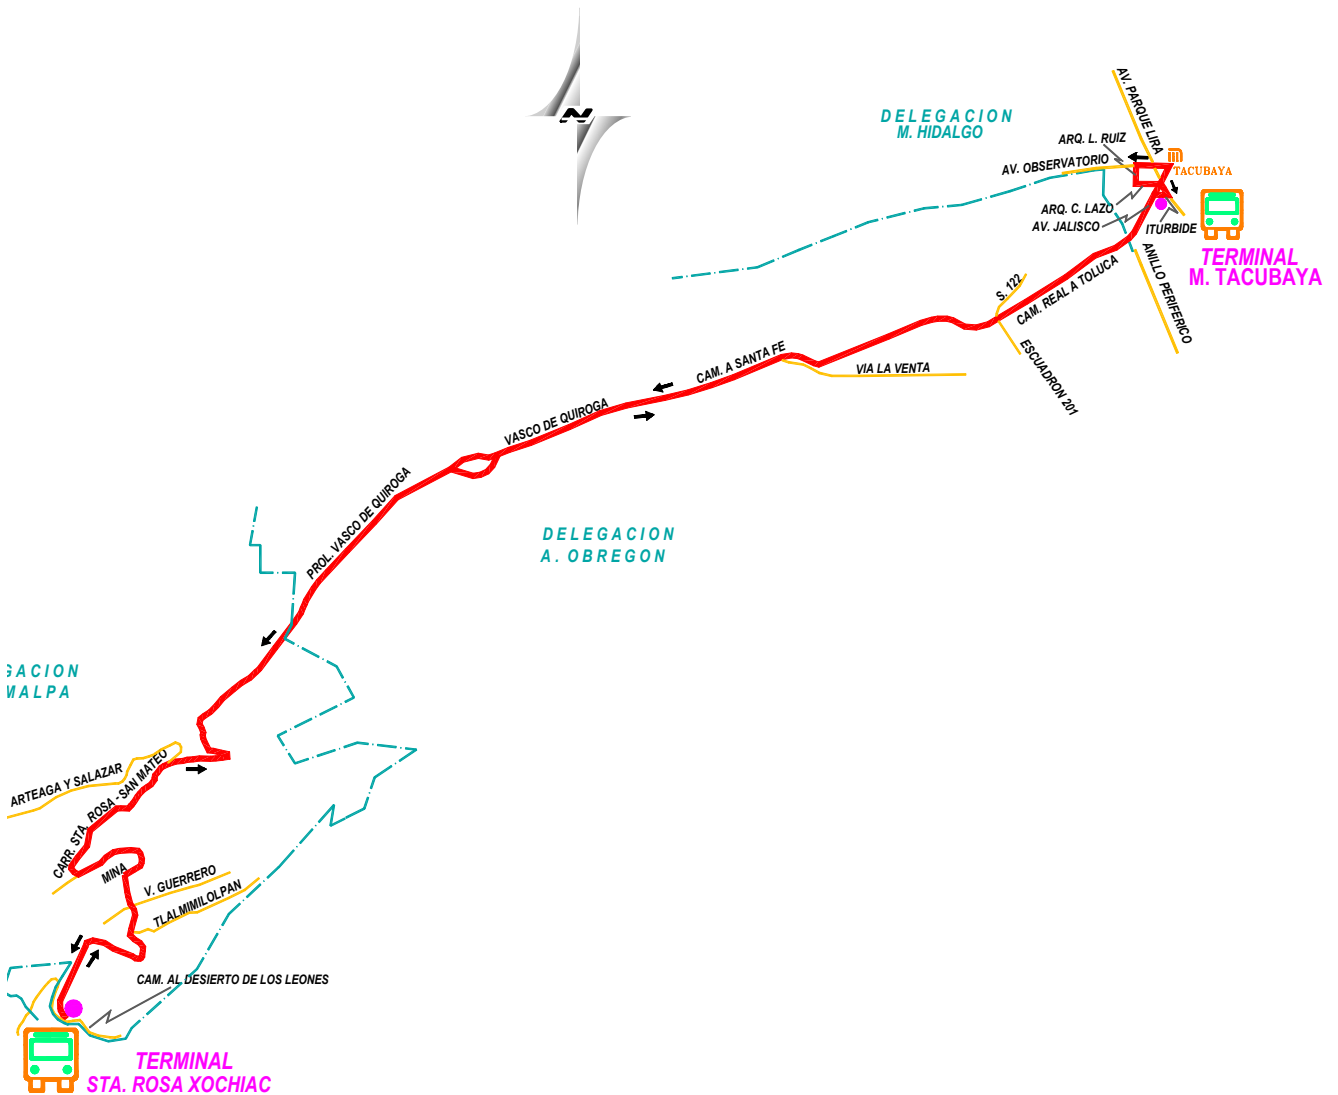 N
DELEGACION
M. HIDALGO
AV. PARQUE LIRA
ARQ. L. RUIZ
AV. OBSERVATORIO
TACUBAYA
ARQ. C. LAZO
AV. JALISCO
ITURBIDE
TERMINAL
M. TACUBAYA
ANILLO PERIFERICO
CAM. REAL A TOLUCA
S. 122
ESCUADRON 201
VIA LA VENTA
CAM. A SANTA FE
VASCO DE QUIROGA
PROL. VASCO DE QUIROGA
DELEGACION
A. OBREGON
GACION
MALPA
ARTEAGA Y SALAZAR
CARR. STA. ROSA - SAN MATEO
MINA
V. GUERRERO
TLALMIMILOLPAN
CAM. AL DESIERTO DE LOS LEONES
TERMINAL
STA. ROSA XOCHIAC